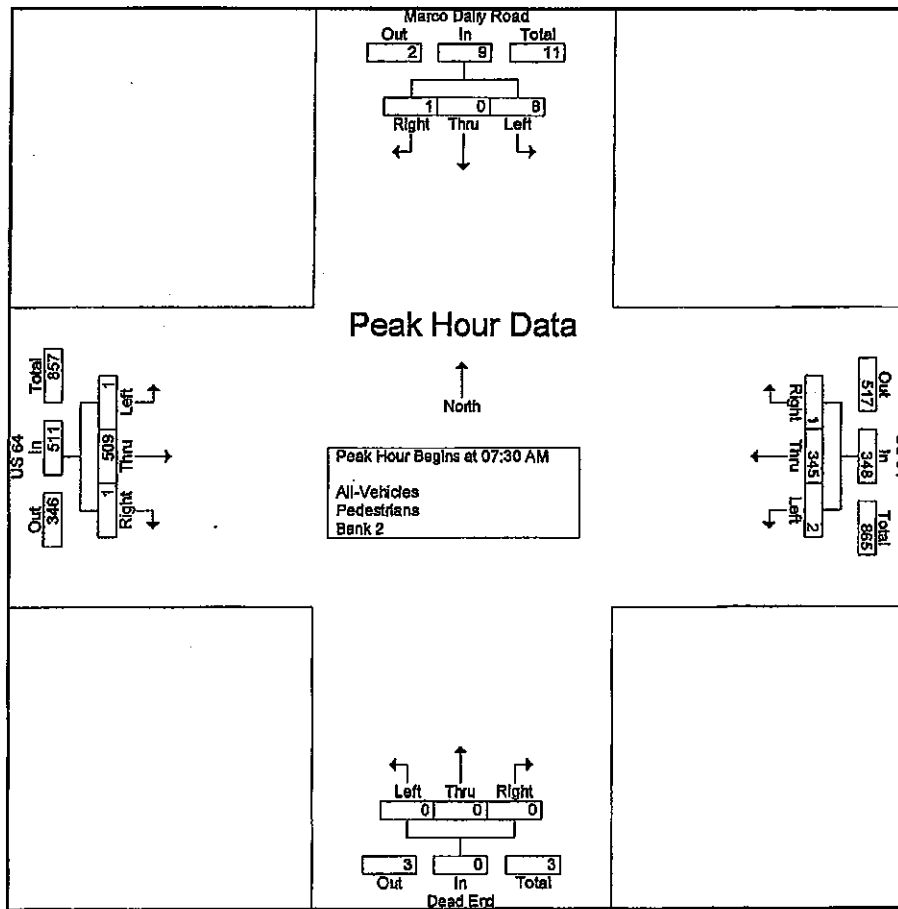 Marco Daily Road
Out In Total
2 9 11
1 0 8
Right Thru Left
Peak Hour Data
North
Peak Hour Begins at 07:30 AM
All-Vehicles
Pedestrians
Bank 2
US 64
Total In Out
857 511 346
1 509 1
Left Thru Right
Out In Total
517 348 865
1 345 2
Right Thru Left
Left Thru Right
0 0 0
3 0 3
Out In Total
Dead End